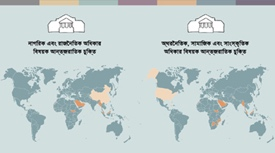 নাগরিক এবং রাজনৈতিক অধিকার
বিষয়ক আন্তর্জাতিক চুক্তি
অর্থনৈতিক, সামাজিক এবং সাংস্কৃতিক
অধিকার বিষয়ক আন্তর্জাতিক চুক্তি